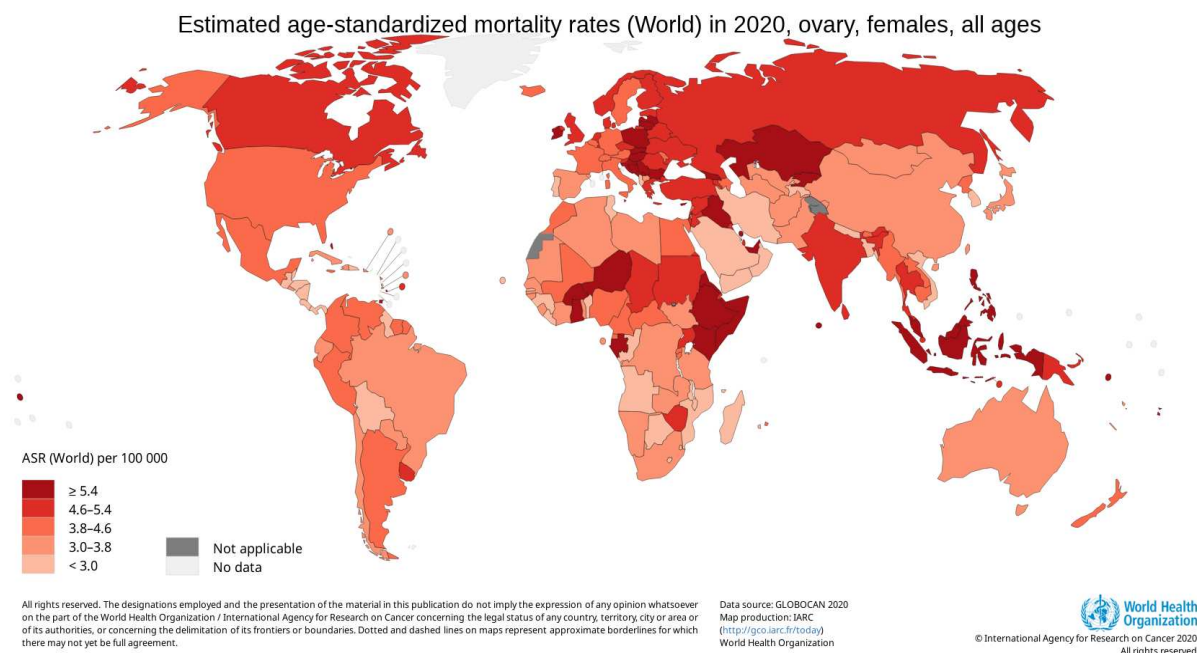 Estimated age-standardized mortality rates (World) in 2020, ovary, females, all ages
ASR (World) per 100 000
≥ 5.4
4.6–5.4
3.8–4.6
3.0–3.8
< 3.0
Not applicable
No data
All rights reserved. The designations employed and the presentation of the material in this publication do not imply the expression of any opinion whatsoever
on the part of the World Health Organization / International Agency for Research on Cancer concerning the legal status of any country, territory, city or area or
of its authorities, or concerning the delimitation of its frontiers or boundaries. Dotted and dashed lines on maps represent approximate borderlines for which
there may not yet be full agreement.
Data source: GLOBOCAN 2020
Map production: IARC
(http://gco.iarc.fr/today)
World Health Organization
World Health
Organization
© International Agency for Research on Cancer 2020
All rights reserved